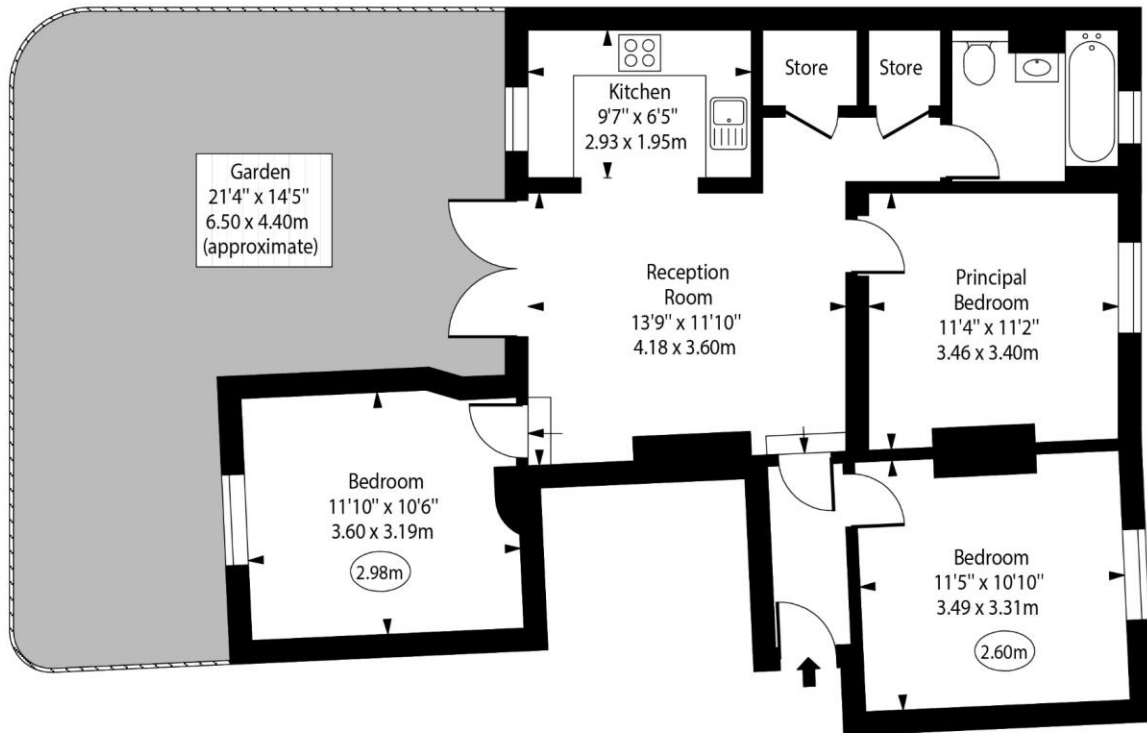 Kitchen
9'7" x 6'5"
2.93 x 1.95m
Store
Store
Garden
21'4" x 14'5"
6.50 x 4.40m
(approximate)
Reception
Room
13'9" x 11'10"
4.18 x 3.60m
Principal
Bedroom
11'4" x 11'2"
3.46 x 3.40m
Bedroom
11'10" x 10'6"
3.60 x 3.19m
2.98m
Bedroom
11'5" x 10'10"
3.49 x 3.31m
2.60m